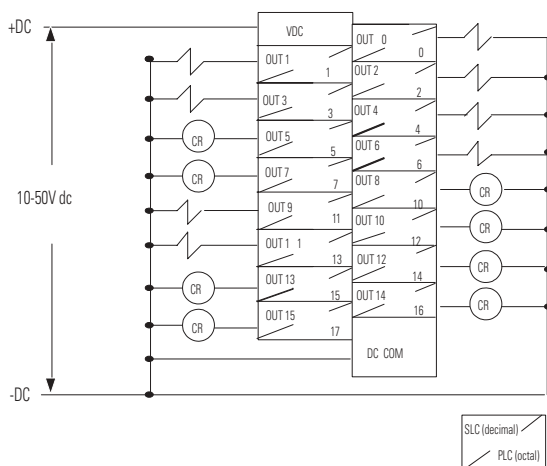 +DC
VDC
OUT 0
0
OUT 1
1
OUT 2
2
OUT 3
3
OUT 4
4
CR
OUT 5
5
OUT 6
6
CR
OUT 7
7
OUT 8
10
CR
10-50V dc
OUT 9
11
OUT 10
12
CR
OUT 1 1
13
OUT 12
14
CR
CR
OUT 13
15
OUT 14
16
CR
CR
OUT 15
17
DC COM
-DC
SLC (decimal)
PLC (octal)